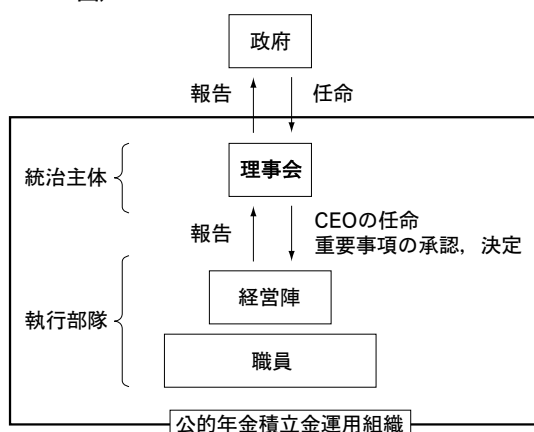 政府
報告
任命
統治主体
理事会
報告
CEOの任命
重要事項の承認，決定
執行部隊
経営陣
職員
公的年金積立金運用組織